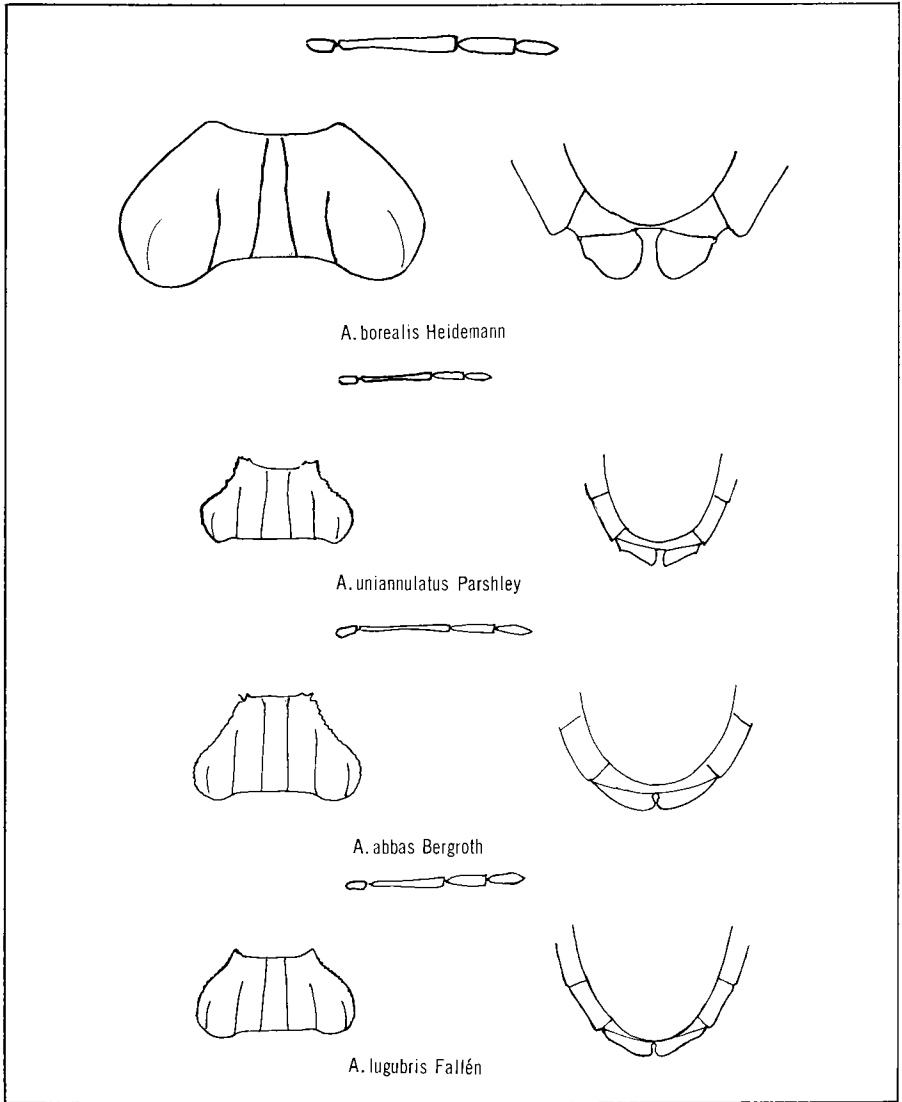 A. borealis Heidemann
A. uniannulatus Parshley
A. abbas Bergroth
A. lugubris Fallén